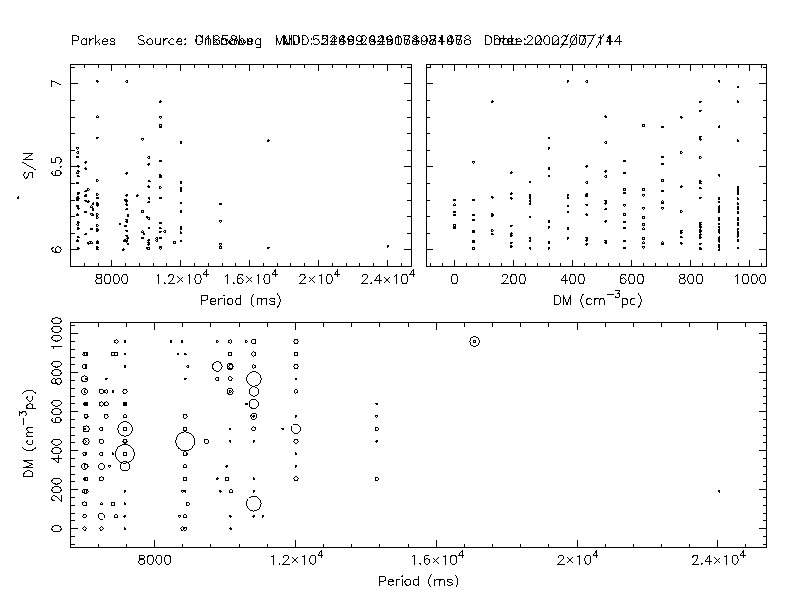 Parkes Source:
7
6.5
6
S/N
8000 1.2×10⁴ 1.6×10⁴ 2×10⁴ 2.4×10⁴
Period (ms)
0 200 400 600 800 1000
DM (cm⁻³pc)
1000
800
600
400
200
0
DM (cm⁻³pc)
8000 1.2×10⁴ 1.6×10⁴ 2×10⁴ 2.4×10⁴
Period (ms)